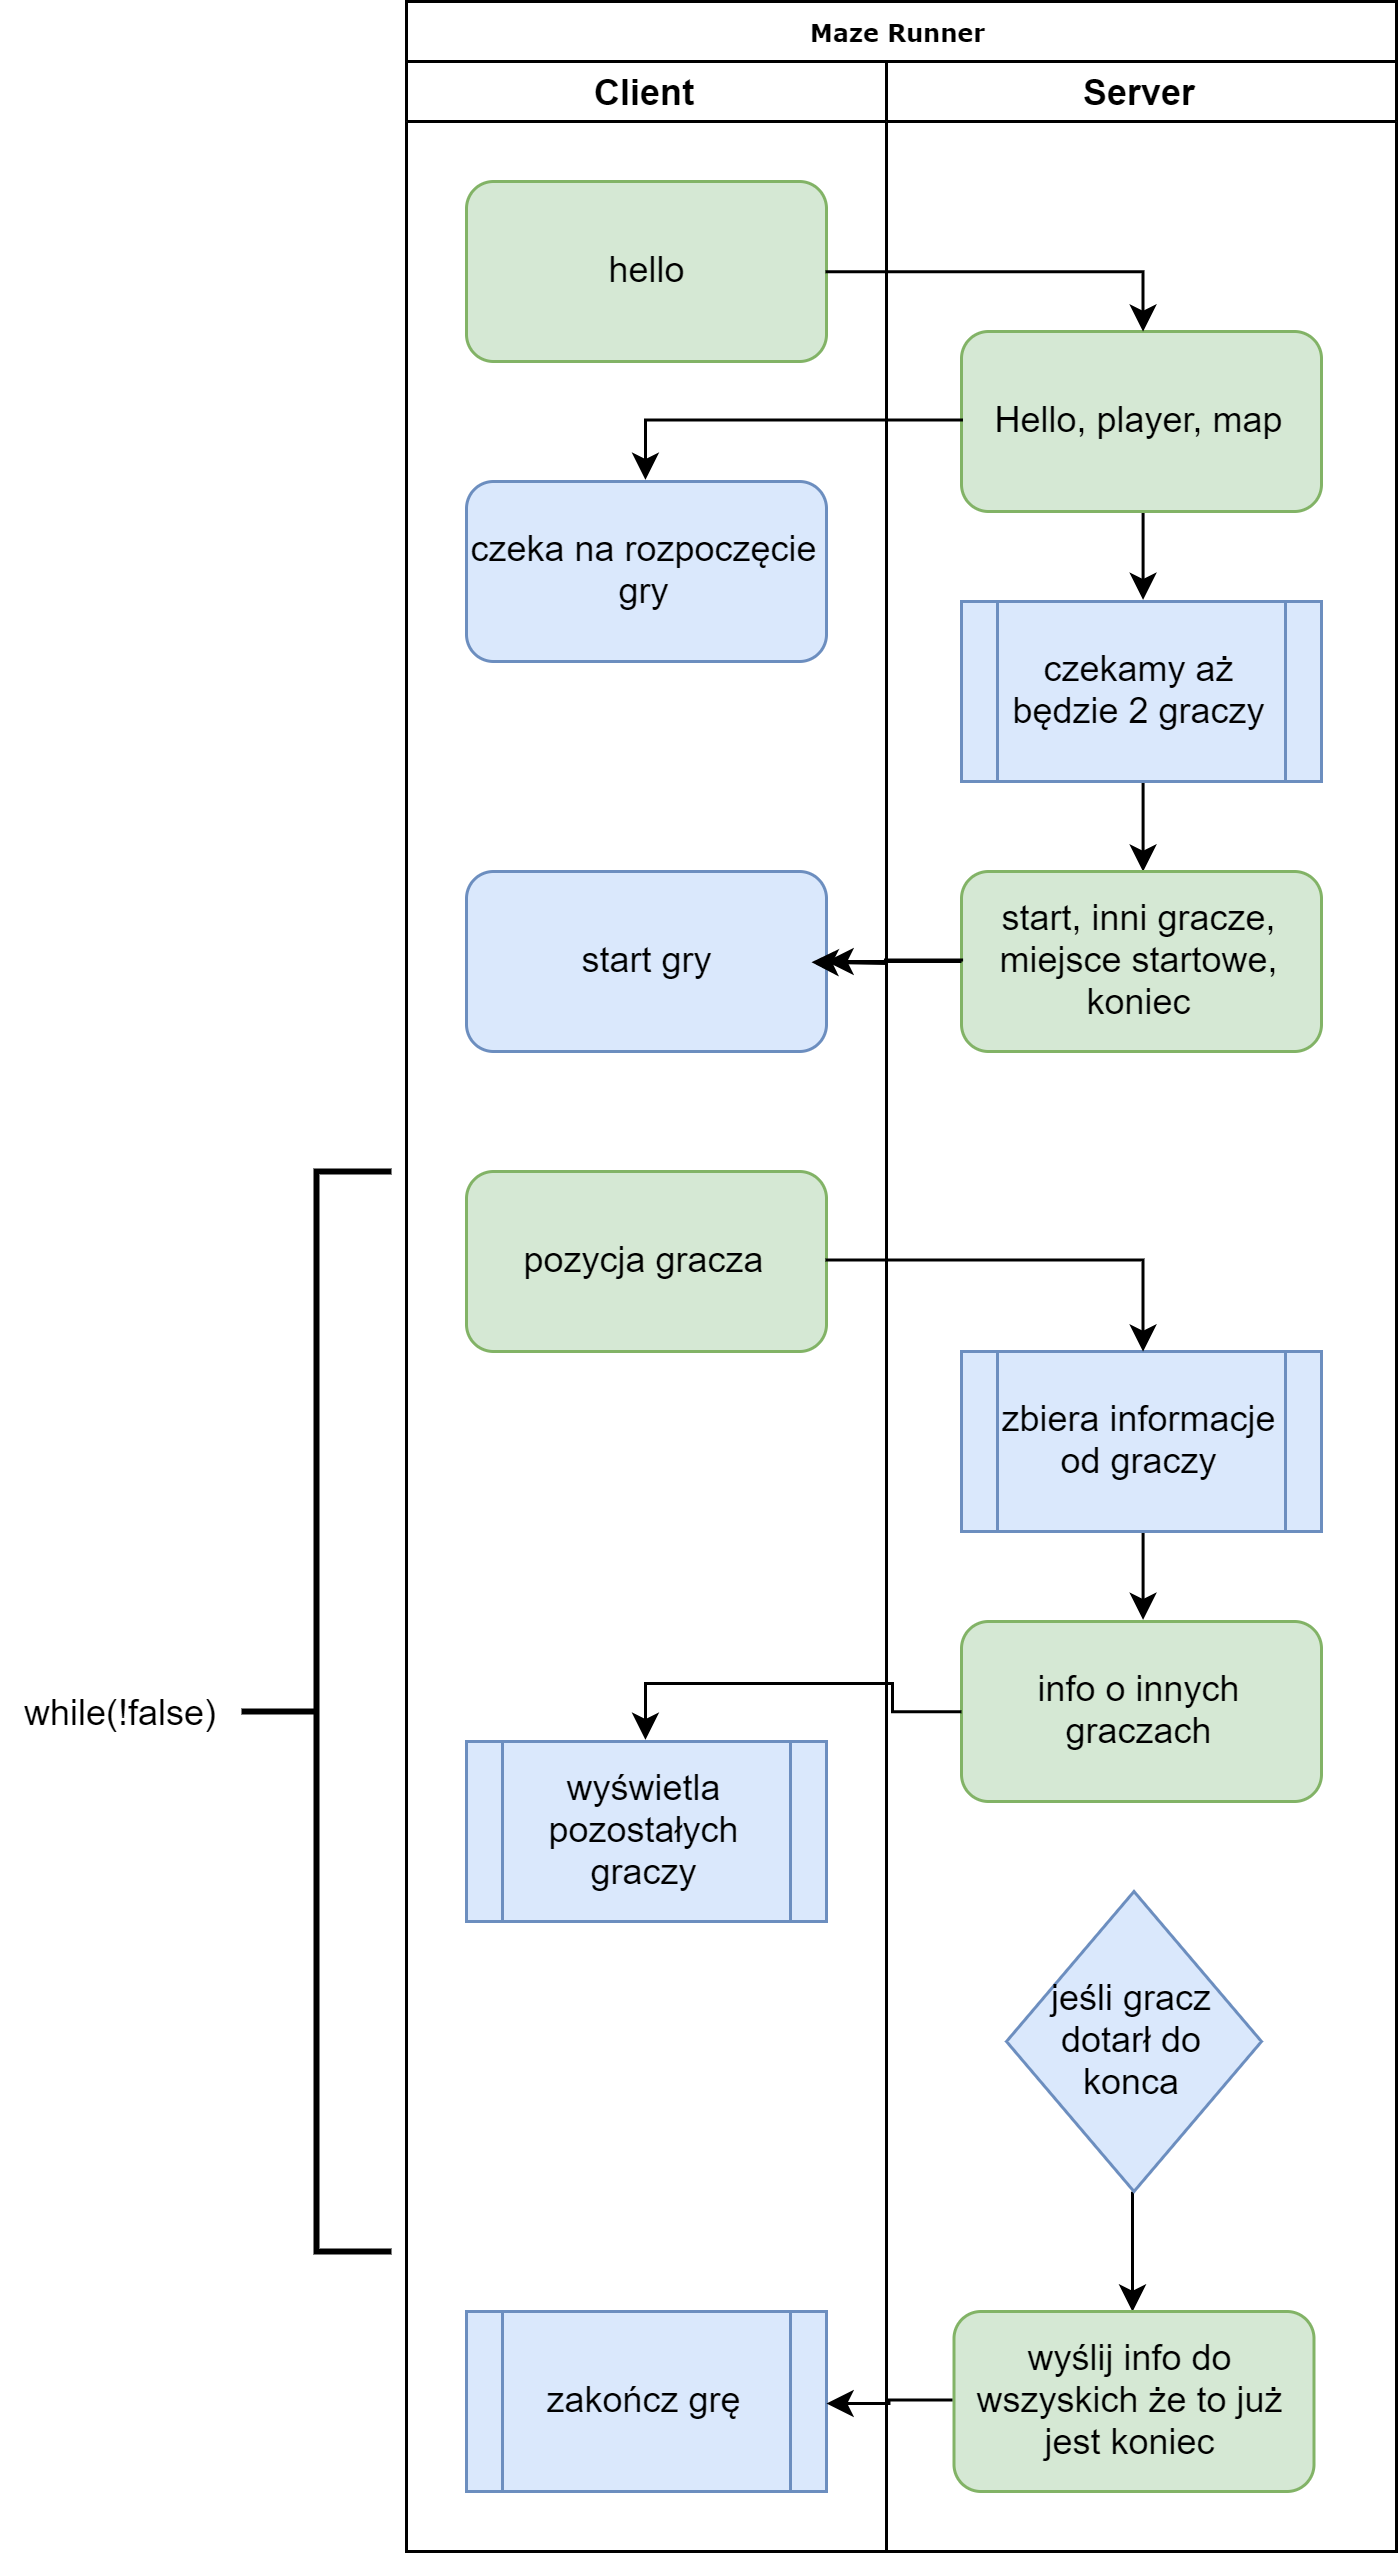 Maze Runner
Client
Server
hello
Hello, player, map
czeka na rozpoczęcie
gry
czekamy aż
będzie 2 graczy
start gry
start, inni gracze,
miejsce startowe,
koniec
pozycja gracza
zbiera informacje
od graczy
info o innych
graczach
while(!false)
wyświetla
pozostałych
graczy
jeśli gracz
dotarł do
konca
zakończ grę
wyślij info do
wszyskich że to już
jest koniec